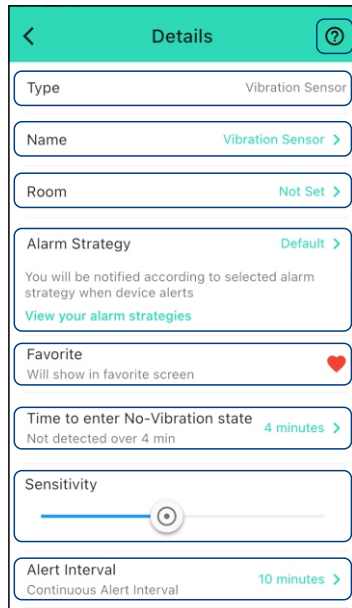 Details
Type
Vibration Sensor
Name
Vibration Sensor
Room
Not Set
Alarm Strategy
Default
You will be notified according to selected alarm
strategy when device alerts
View your alarm strategies
Favorite
Will show in favorite screen
Time to enter No-Vibration state
4 minutes
Not detected over 4 min
Sensitivity
Alert Interval
10 minutes
Continuous Alert Interval